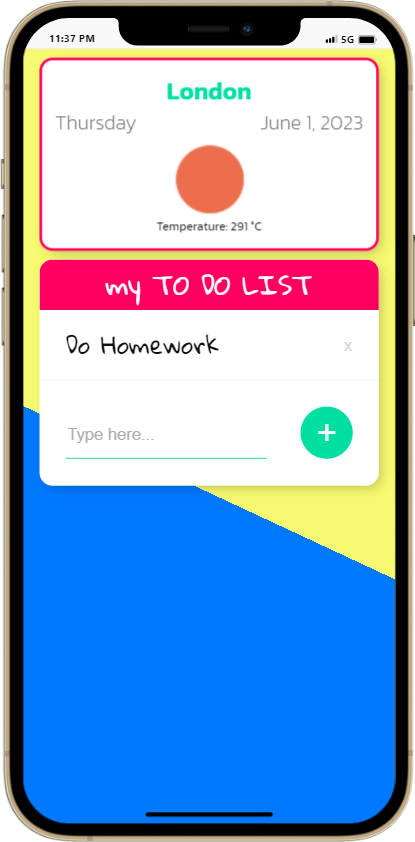 11:37 PM 5G
London
Thursday June 1, 2023
Temperature: 291 °C
my TO DO LIST
Do Homework x
Type here...
+